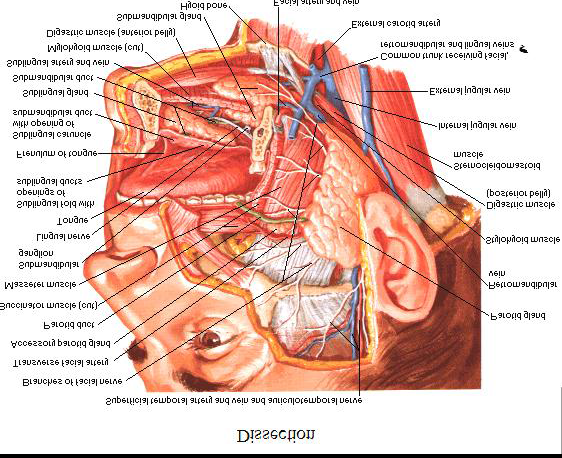 Dissection
Superficial temporal artery and vein and auriculotemporal nerve
Branches of facial nerve
Transverse facial artery
Accessory parotid gland
Parotid duct
Buccinator muscle (cut)
Masseter muscle
Submandibular
ganglion
Lingual nerve
Tongue
Sublingual fold with
openings of
sublingual ducts
Frenulum of tongue
Sublingual caruncle
with opening of
submandibular duct
Sublingual gland
Submandibular duct
Sublingual artery and vein
Mylohyoid muscle (cut)
Digastric muscle (anterior belly)
Submandibular gland
Hyoid bone
Facial artery and vein
Parotid gland
Retromandibular
vein
Stylohyoid muscle
Digastric muscle
(posterior belly)
Sternocleidomastoid
muscle
Internal jugular vein
External jugular vein
Common trunk receiving facial,
retromandibular and lingual veins
External carotid artery